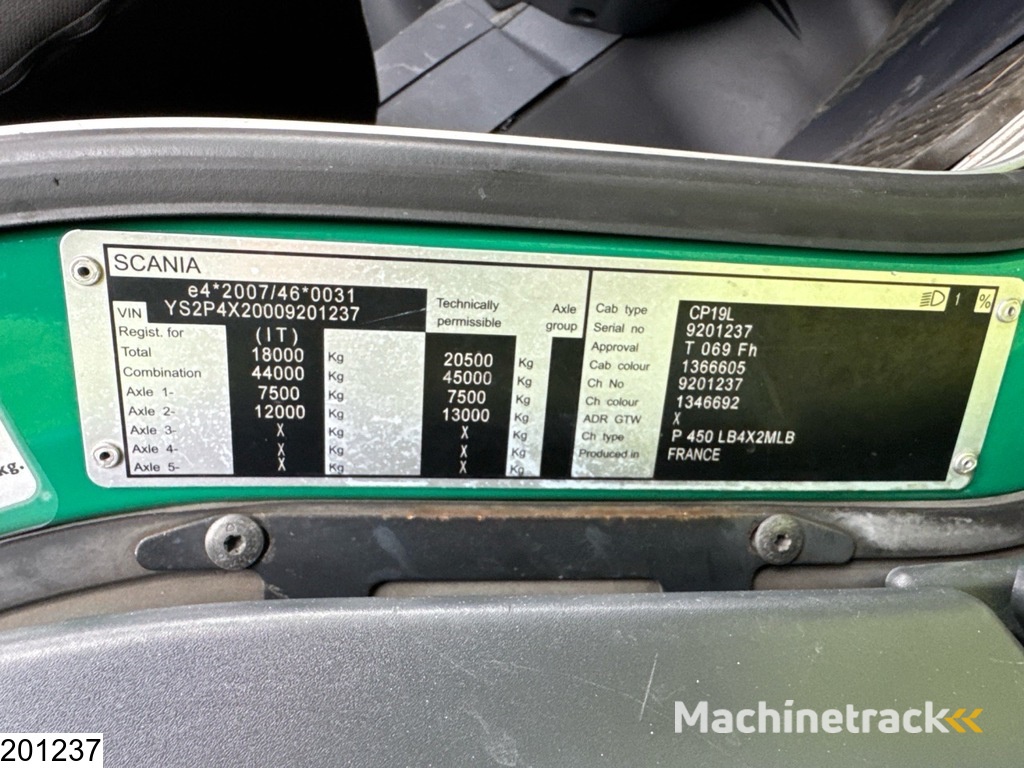 SCANIA
e4*2007/46*0031
VIN YS2P4X20009201237
Technically permissible
Axle group
Regist. for (IT)
Total 18000 Kg 20500 Kg
Combination 44000 Kg 45000 Kg
Axle 1- 7500 Kg 7500 Kg
Axle 2- 12000 Kg 13000 Kg
Axle 3- X Kg X Kg
Axle 4- X Kg X Kg
Axle 5- X Kg X Kg
1 %
Cab type CP19L
Serial no 9201237
Approval T 069 Fh
Cab colour 1366605
Ch No 9201237
Ch colour 1346692
ADR GTW X
Ch type P 450 LB4X2MLB
Produced in FRANCE
kg.
Machinetrack
201237